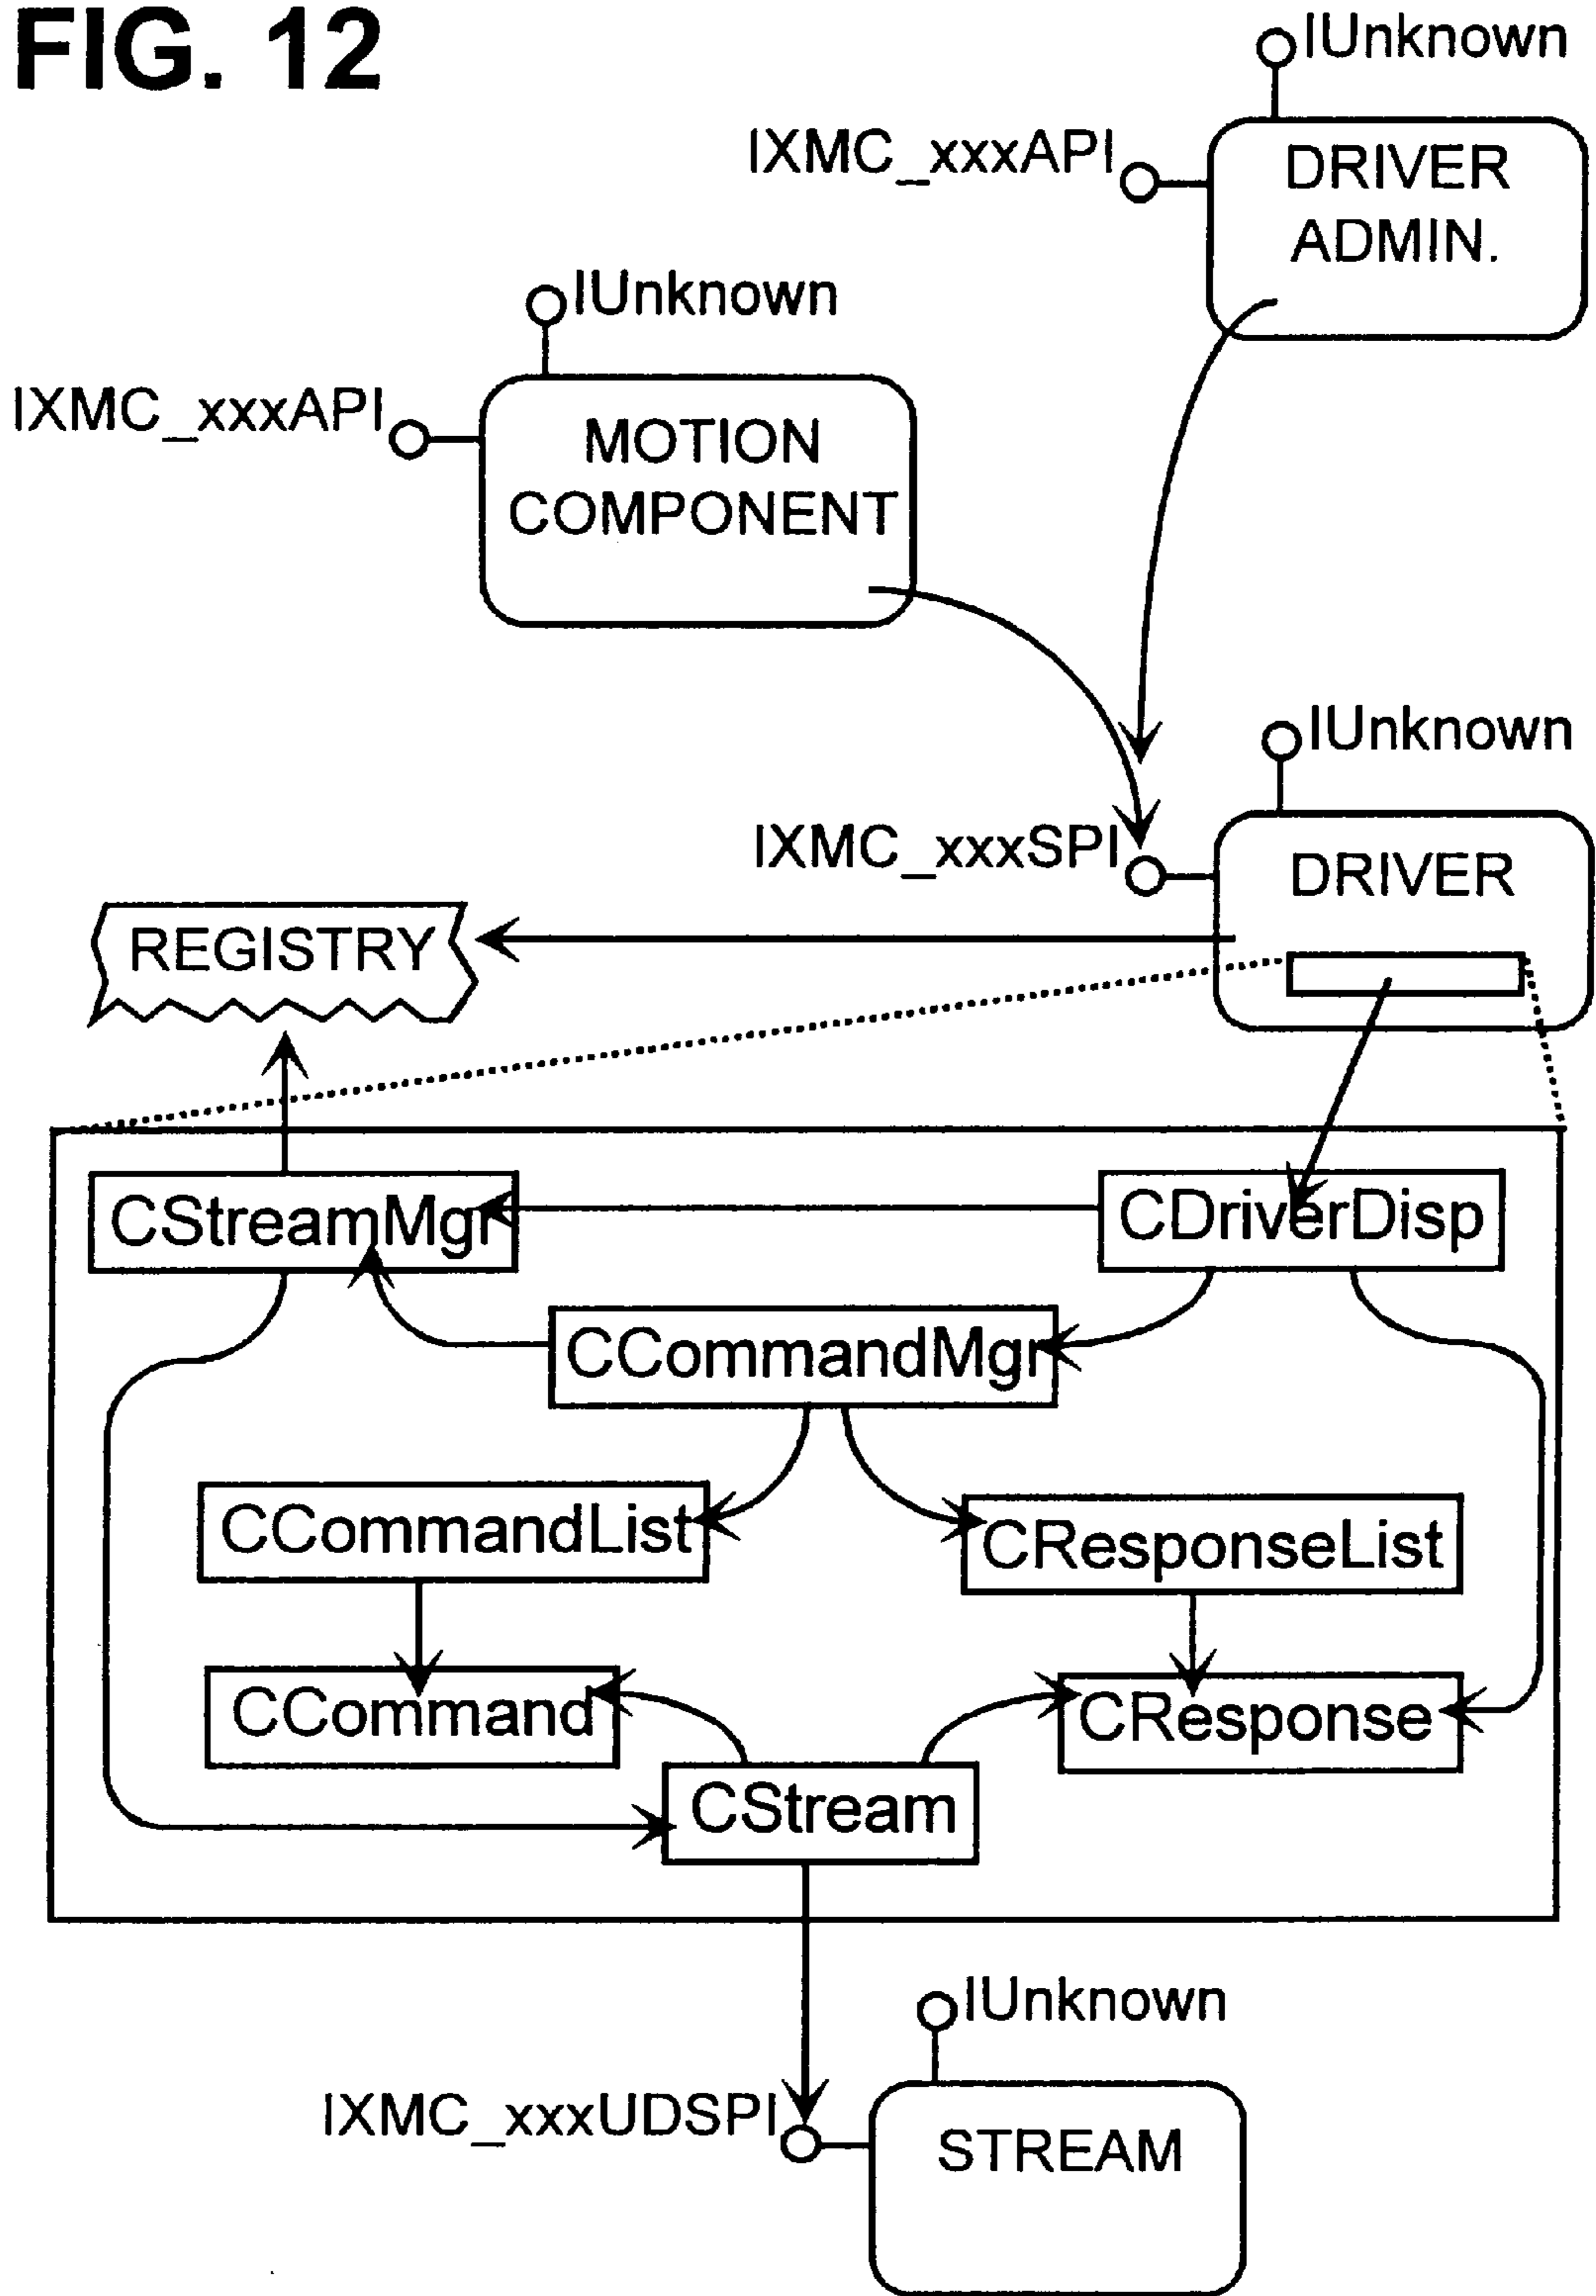 FIG. 12
IUnknown
IXMC_xxxAPI
DRIVER
ADMIN.
IUnknown
IXMC_xxxAPI
MOTION
COMPONENT
IUnknown
IXMC_xxxSPI
DRIVER
REGISTRY
CStreamMgr
CDriverDisp
CCommandMgr
CCommandList
CResponseList
CCommand
CResponse
CStream
IUnknown
IXMC_xxxUDSPI
STREAM